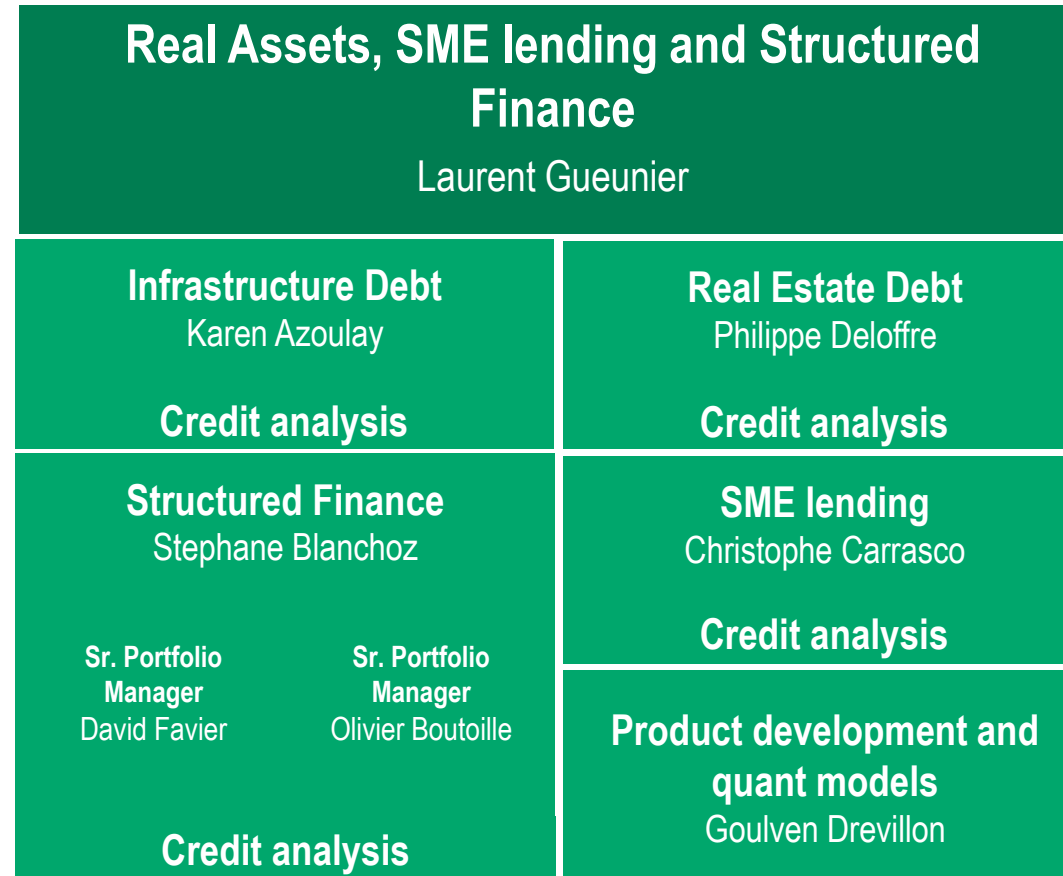 Real Assets, SME lending and Structured
Finance
Laurent Gueunier
Infrastructure Debt
Karen Azoulay
Credit analysis
Real Estate Debt
Philippe Deloffre
Credit analysis
Structured Finance
Stephane Blanchoz
Sr. Portfolio
Manager
David Favier
Sr. Portfolio
Manager
Olivier Boutoille
Credit analysis
SME lending
Christophe Carrasco
Credit analysis
Product development and
quant models
Goulven Drevillon